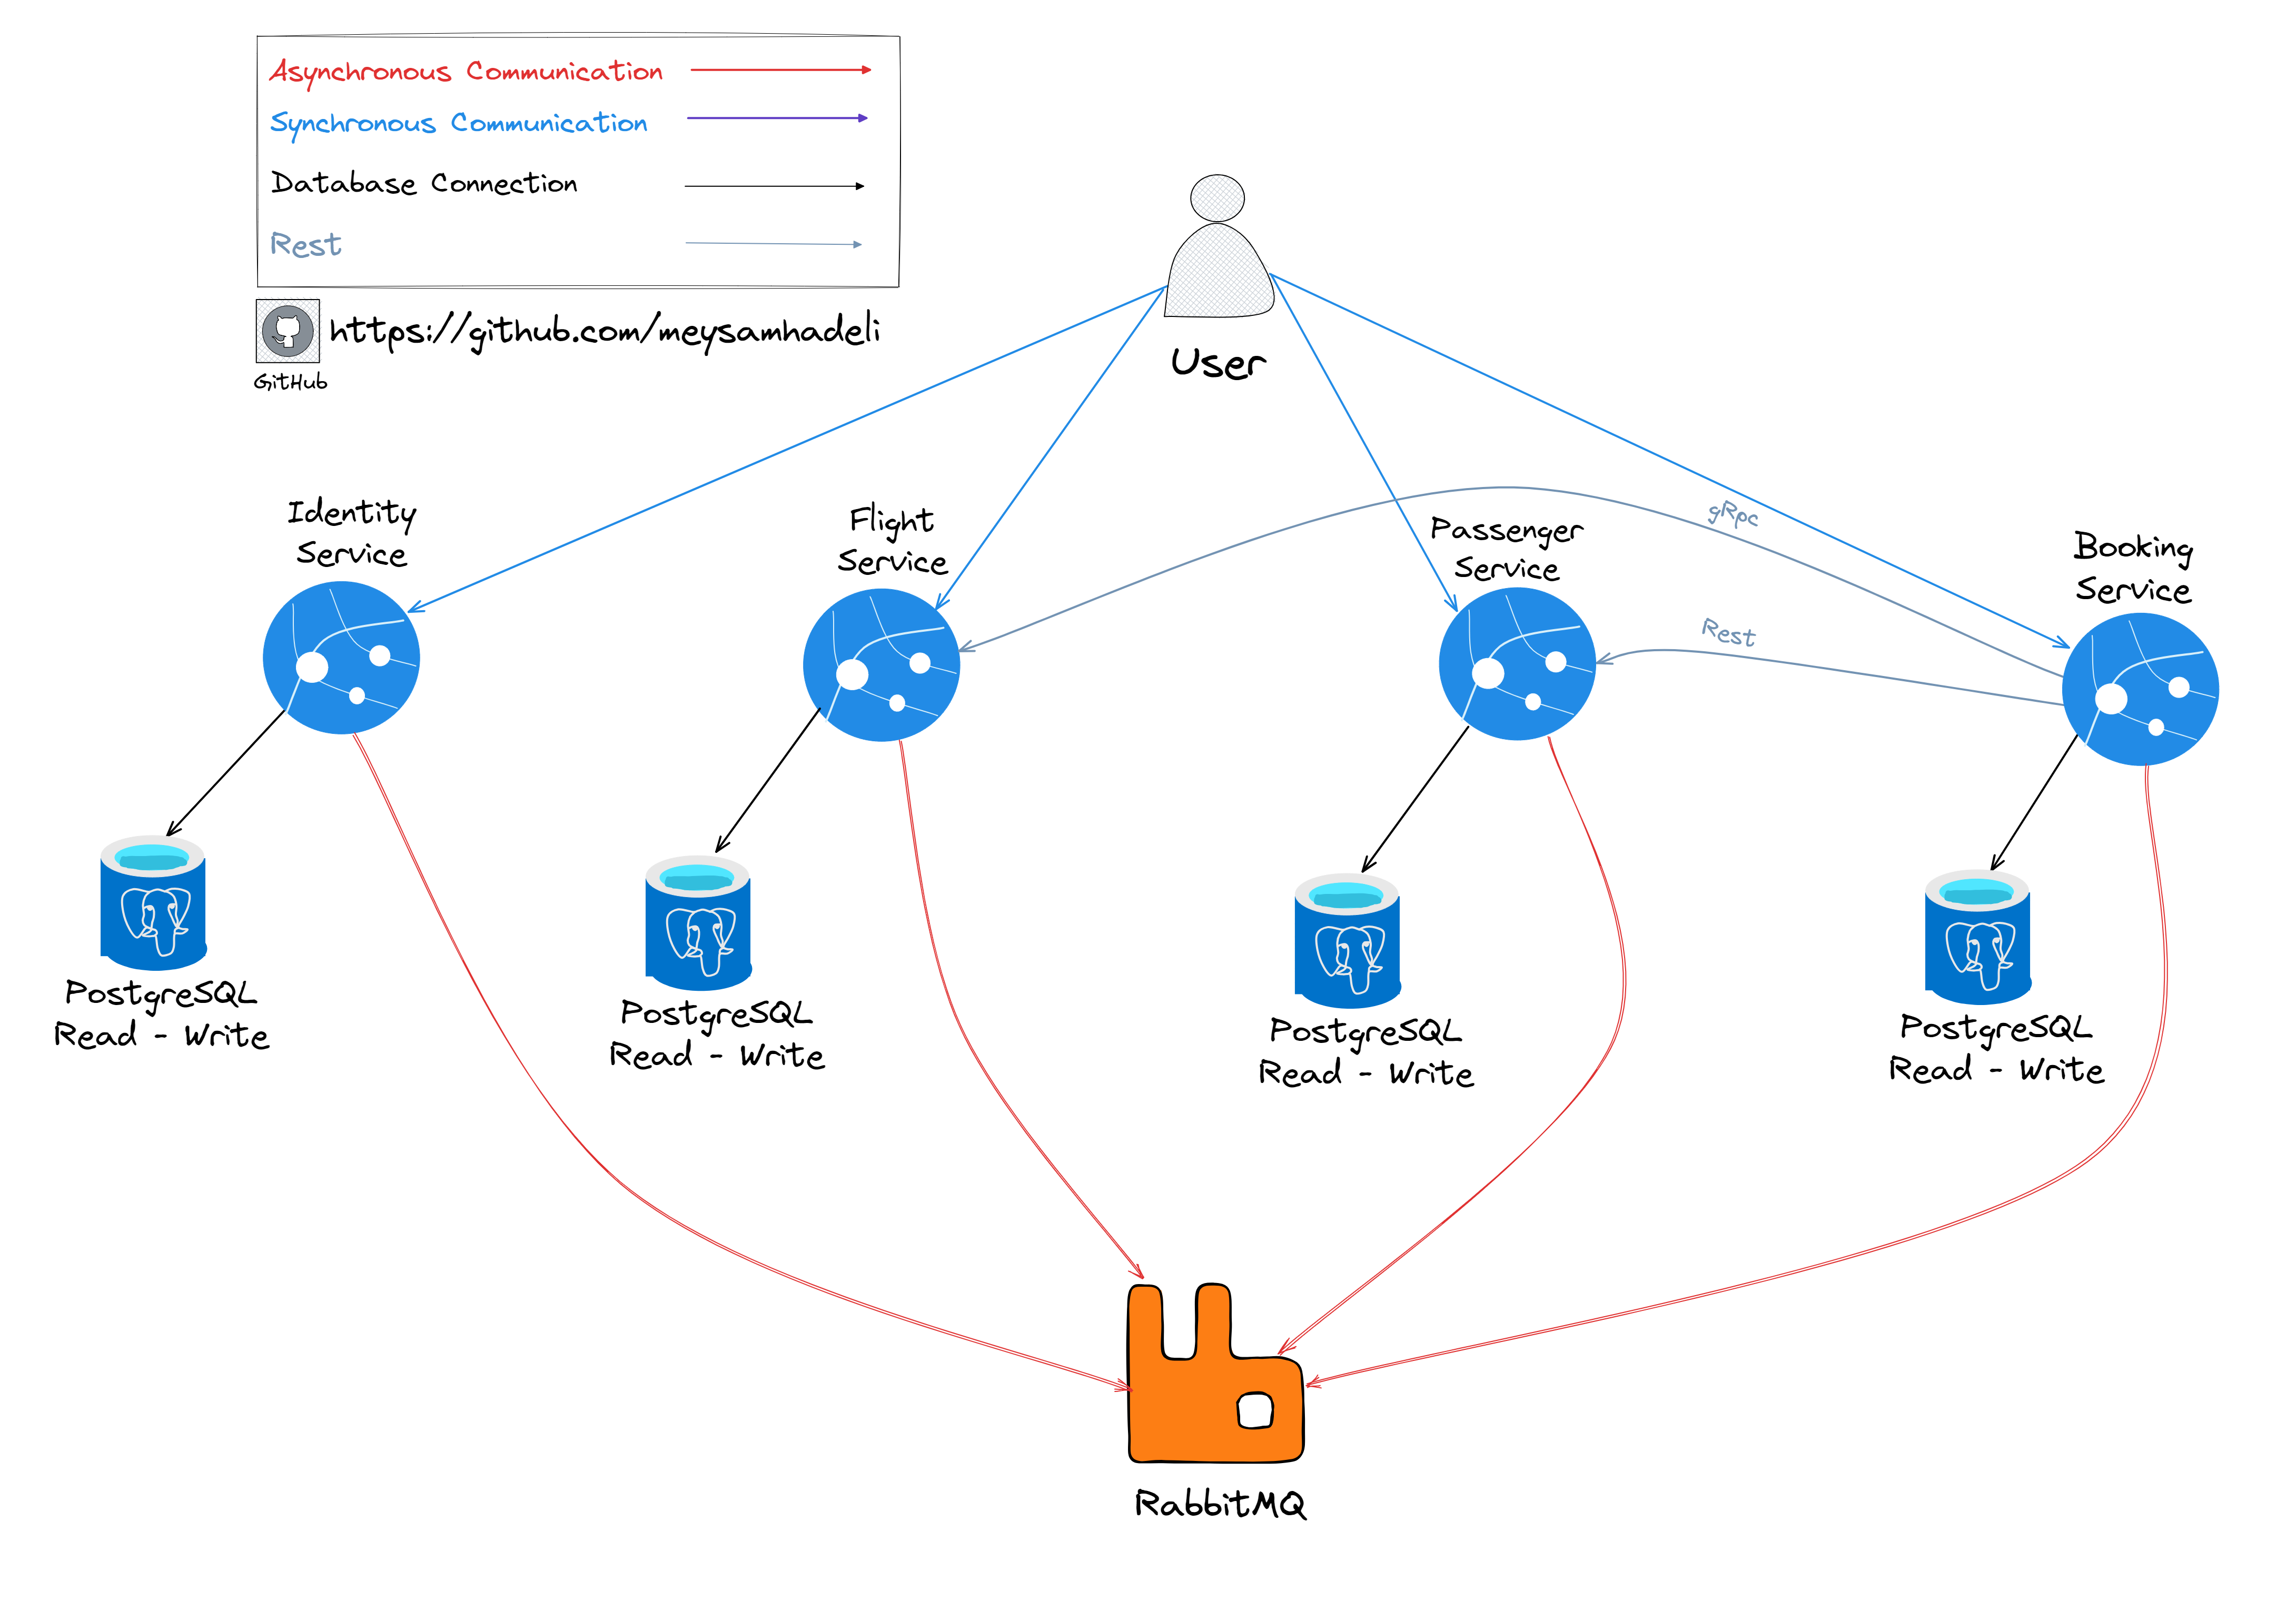 Asynchronous Communication
Synchronous Communication
Database Connection
Rest
https://github.com/meysamhadeli
GitHub
User
Identity
Service
Flight
Service
Passenger
Service
Booking
Service
gRpc
Rest
PostgreSQL
Read - Write
PostgreSQL
Read - Write
PostgreSQL
Read - Write
PostgreSQL
Read - Write
RabbitMQ